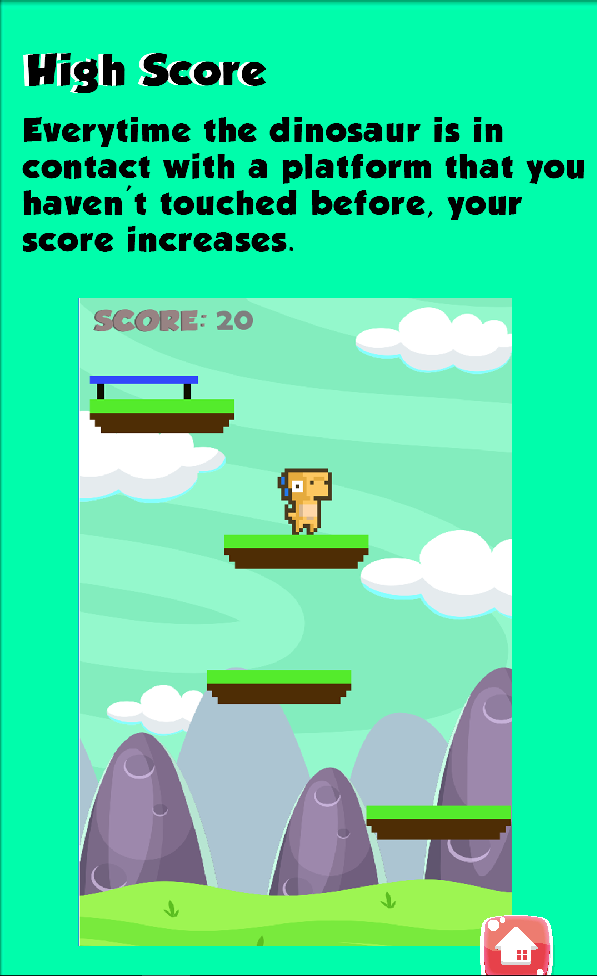 High Score
Everytime the dinosaur is in
contact with a platform that you
haven't touched before, your
score increases.
SCORE: 20